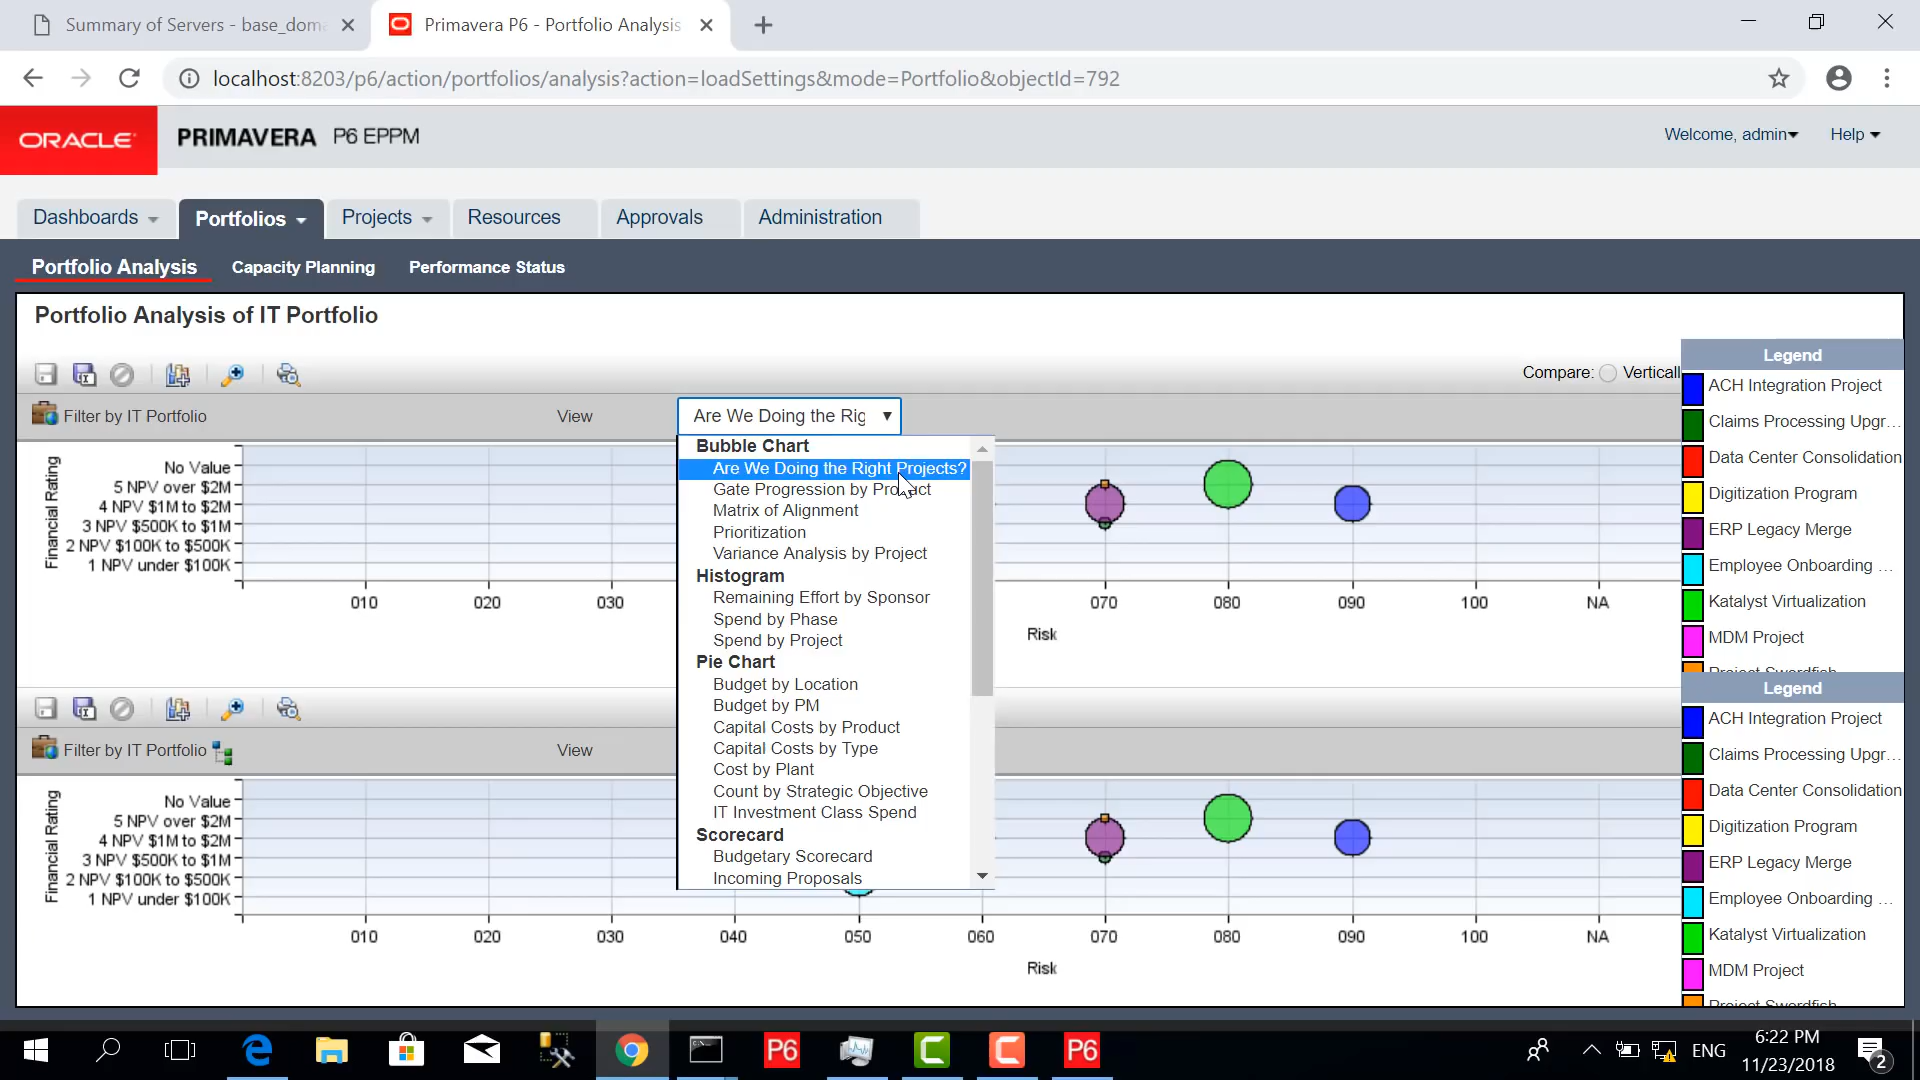 Summary of Servers - base_dom
Primavera P6 - Portfolio Analysis
localhost:8203/p6/action/portfolios/analysis?action=loadSettings&mode=Portfolio&objectId=792
ORACLE
PRIMAVERA P6 EPPM
Welcome, admin
Help
Dashboards
Portfolios
Projects
Resources
Approvals
Administration
Portfolio Analysis
Capacity Planning
Performance Status
Portfolio Analysis of IT Portfolio
Compare:
Verticall
Filter by IT Portfolio
View
Are We Doing the Rig
Bubble Chart
Are We Doing the Right Projects?
Gate Progression by Project
Matrix of Alignment
Prioritization
Variance Analysis by Project
Histogram
Remaining Effort by Sponsor
Spend by Phase
Spend by Project
Pie Chart
Budget by Location
Budget by PM
Capital Costs by Product
Capital Costs by Type
Cost by Plant
Count by Strategic Objective
IT Investment Class Spend
Scorecard
Budgetary Scorecard
Incoming Proposals
Financial Rating
No Value
5 NPV over $2M
4 NPV $1M to $2M
3 NPV $500K to $1M
2 NPV $100K to $500K
1 NPV under $100K
010
020
030
070
080
090
100
NA
Risk
Legend
ACH Integration Project
Claims Processing Upgr...
Data Center Consolidation
Digitization Program
ERP Legacy Merge
Employee Onboarding ...
Katalyst Virtualization
MDM Project
Project Swordfish
Filter by IT Portfolio
View
Financial Rating
No Value
5 NPV over $2M
4 NPV $1M to $2M
3 NPV $500K to $1M
2 NPV $100K to $500K
1 NPV under $100K
010
020
030
040
050
060
070
080
090
100
NA
Risk
Legend
ACH Integration Project
Claims Processing Upgr...
Data Center Consolidation
Digitization Program
ERP Legacy Merge
Employee Onboarding ...
Katalyst Virtualization
MDM Project
Project Swordfish
P6
P6
ENG
6:22 PM
11/23/2018
2